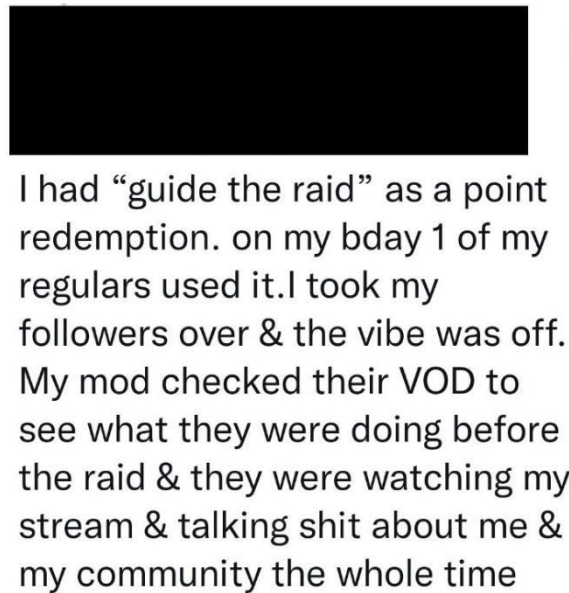 I had “guide the raid” as a point
redemption. on my bday 1 of my
regulars used it.I took my
followers over & the vibe was off.
My mod checked their VOD to
see what they were doing before
the raid & they were watching my
stream & talking shit about me &
my community the whole time